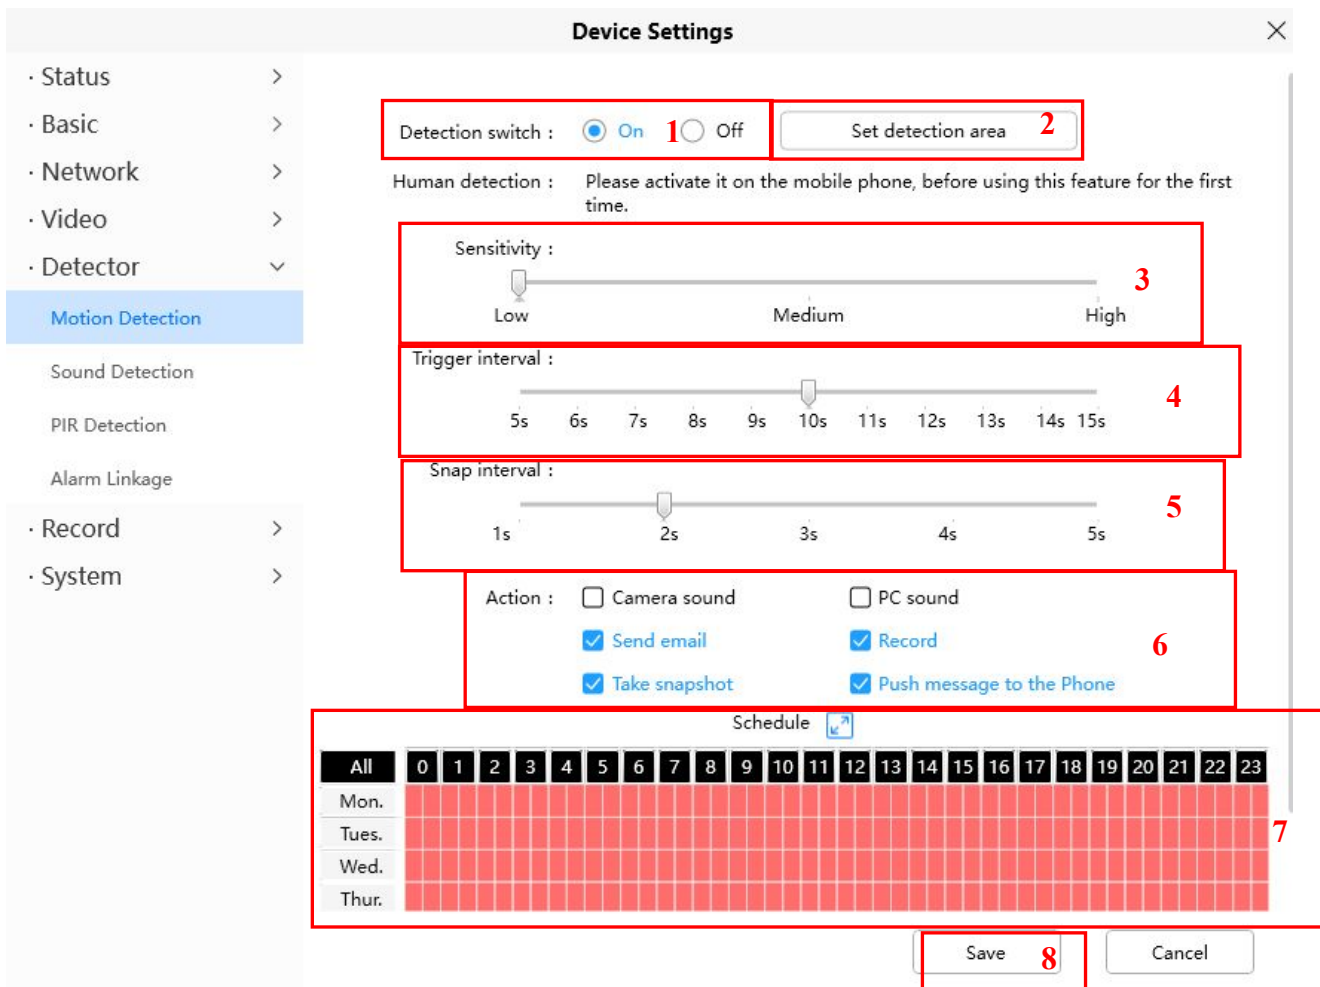 Device Settings
· Status
· Basic
· Network
· Video
· Detector
Motion Detection
Sound Detection
PIR Detection
Alarm Linkage
· Record
· System
Detection switch : On 1 Off Set detection area 2
Human detection : Please activate it on the mobile phone, before using this feature for the first
time.
Sensitivity :
3
Low Medium High
Trigger interval :
4
5s 6s 7s 8s 9s 10s 11s 12s 13s 14s 15s
Snap interval :
5
1s 2s 3s 4s 5s
Action : Camera sound PC sound
Send email Record 6
Take snapshot Push message to the Phone
Schedule
All 0 1 2 3 4 5 6 7 8 9 10 11 12 13 14 15 16 17 18 19 20 21 22 23
Mon.
Tues. 7
Wed.
Thur.
Save 8 Cancel